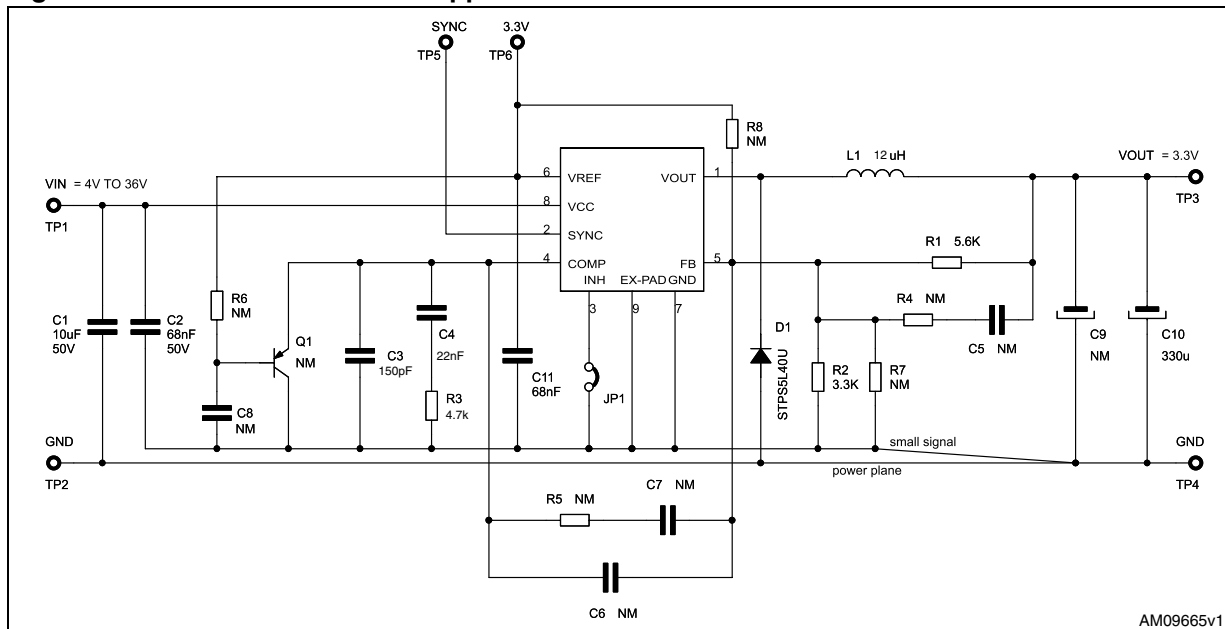 SYNC
3.3V
TP5
TP6
R8
NM
L1 12 uH
VOUT = 3.3V
VIN = 4V TO 36V
6
VREF
VOUT
1
TP3
TP1
8
VCC
2
SYNC
R1 5.6K
4
COMP
FB
5
INH
EX-PAD
GND
3
9
7
R4 NM
R6
NM
C1
10uF
50V
C2
68nF
50V
Q1
NM
C3
150pF
C4
22nF
D1
STPS5L40U
C5 NM
C9
NM
C10
330u
R2
3.3K
R7
NM
C11
68nF
JP1
R3
4.7k
C8
NM
GND
TP2
small signal
power plane
GND
TP4
C7 NM
R5 NM
C6 NM
AM09665v1